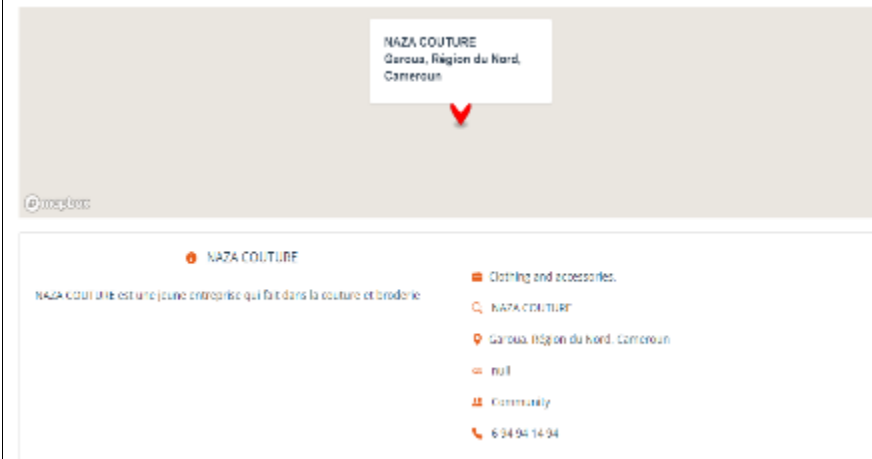 NAZA COUTURE
Garoua, Région du Nord,
Cameroun
mapbox
NAZA COUTURE
NAZA COUTURE est une jeune entreprise qui fait dans la couture et broderie
Clothing and accessories.
NAZA COUTURE
Garoua, Région du Nord, Cameroun
null
Community
6 94 94 14 94